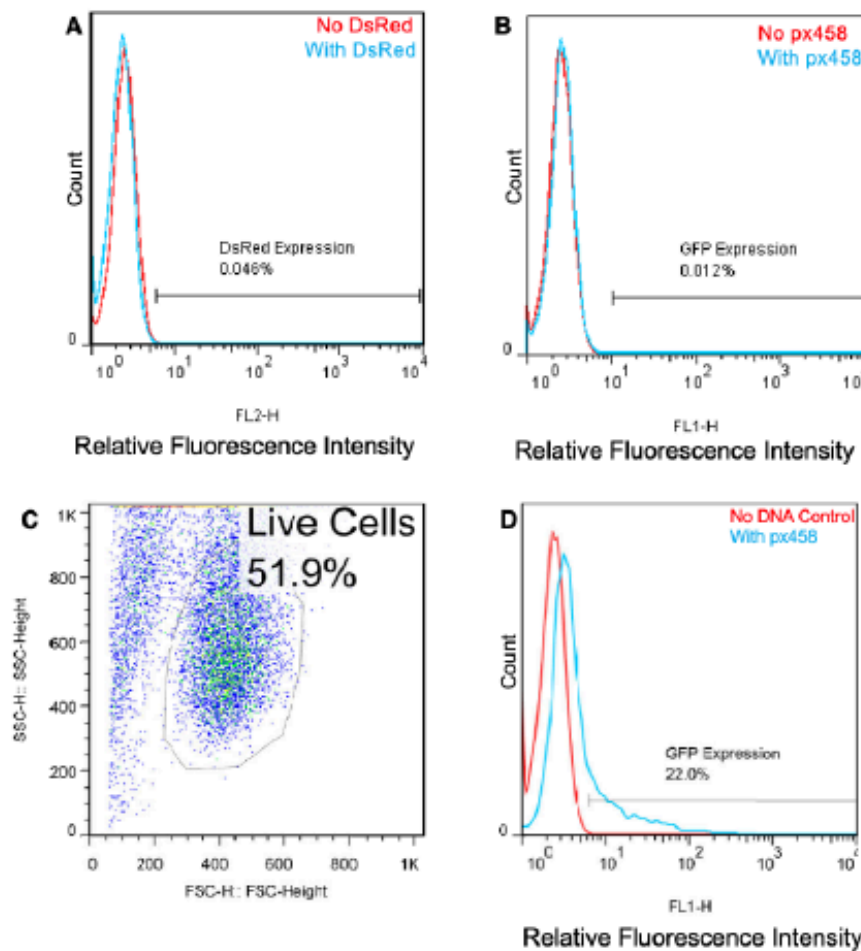 A
No DsRed
With DsRed
Count
DsRed Expression
0.046%
0
10^0 10^1 10^2 10^3 10^4
FL2-H
Relative Fluorescence Intensity
B
No px458
With px458
Count
GFP Expression
0.012%
0
10^0 10^1 10^2 10^3 10
FL1-H
Relative Fluorescence Intensity
C
Live Cells
51.9%
SSC-H:: SSC-Height
1K
800
600
400
200
0
0 200 400 600 800 1K
FSC-H:: FSC-Height
D
No DNA Control
With px458
Count
GFP Expression
22.0%
0
10^0 10^1 10^2 10^3 10
FL1-H
Relative Fluorescence Intensity